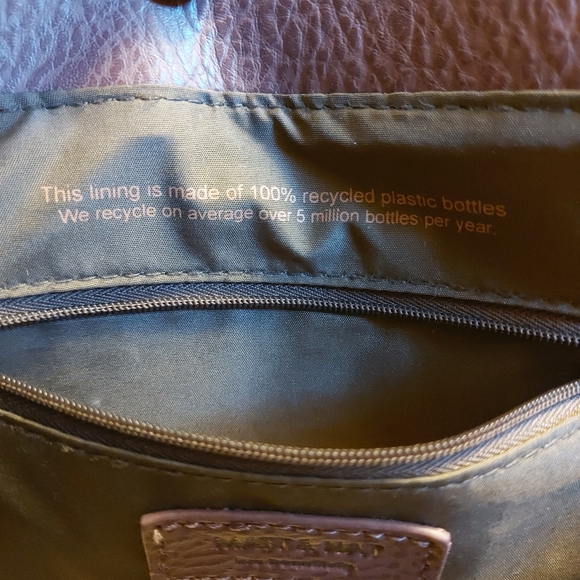 This lining is made of 100% recycled plastic bottles
We recycle on average over 5 million bottles per year.